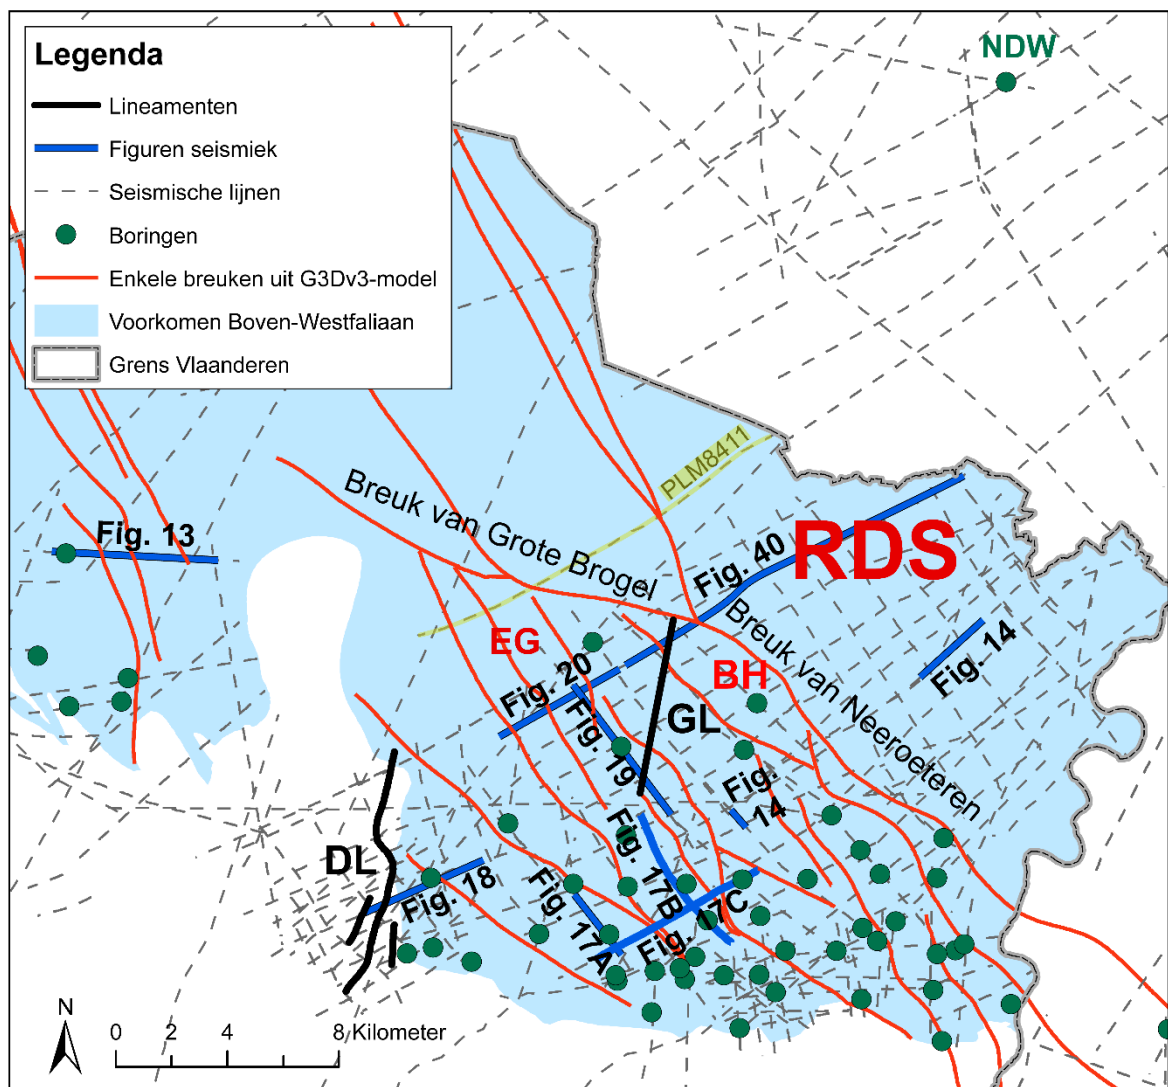 Legenda
Lineamenten
Figuren seismiek
Seismische lijnen
Boringen
Enkele breuken uit G3Dv3-model
Voorkomen Boven-Westfaliaan
Grens Vlaanderen
NDW
PLM8411
Breuk van Grote Brogel
Fig. 13
Fig. 40
RDS
Breuk van Neeroeteren
EG
BH
Fig. 14
Fig. 20
GL
Fig. 19
Fig. 14
DL
Fig. 18
Fig. 17B
Fig. 17A
Fig. 17C
N
0 2 4 8 Kilometer